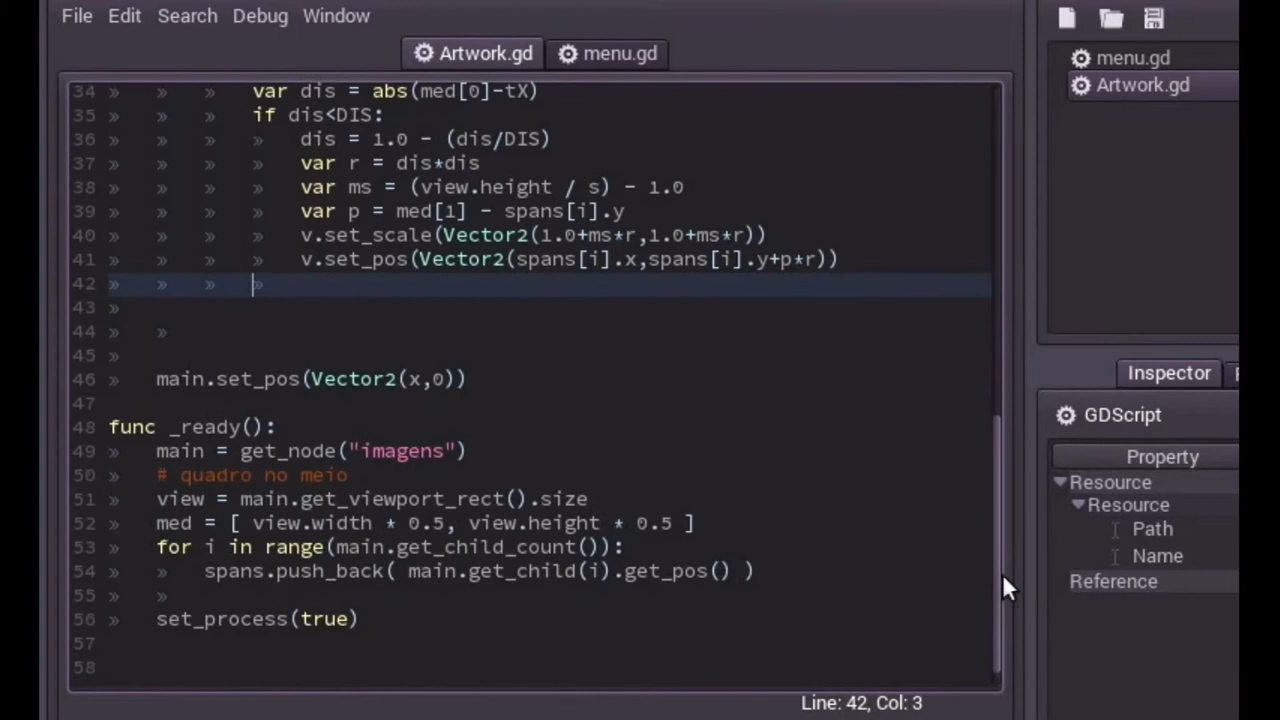 File Edit Search Debug Window
Artwork.gd menu.gd
menu.gd
Artwork.gd
34 » » » var dis = abs(med[0]-tX)
35 » » » if dis<DIS:
36 » » » » dis = 1.0 - (dis/DIS)
37 » » » » var r = dis*dis
38 » » » » var ms = (view.height / s) - 1.0
39 » » » » var p = med[1] - spans[i].y
40 » » » » v.set_scale(Vector2(1.0+ms*r,1.0+ms*r))
41 » » » » v.set_pos(Vector2(spans[i].x,spans[i].y+p*r))
42 » » » »
43 »
44 » »
45 »
46 » main.set_pos(Vector2(x,0))
47
48 func _ready():
49 » main = get_node("imagens")
50 » # quadro no meio
51 » view = main.get_viewport_rect().size
52 » med = [ view.width * 0.5, view.height * 0.5 ]
53 » for i in range(main.get_child_count()):
54 » » spans.push_back( main.get_child(i).get_pos() )
55 » »
56 » set_process(true)
57
58
Line: 42, Col: 3
Inspector
GDScript
Property
Resource
Resource
Path
Name
Reference